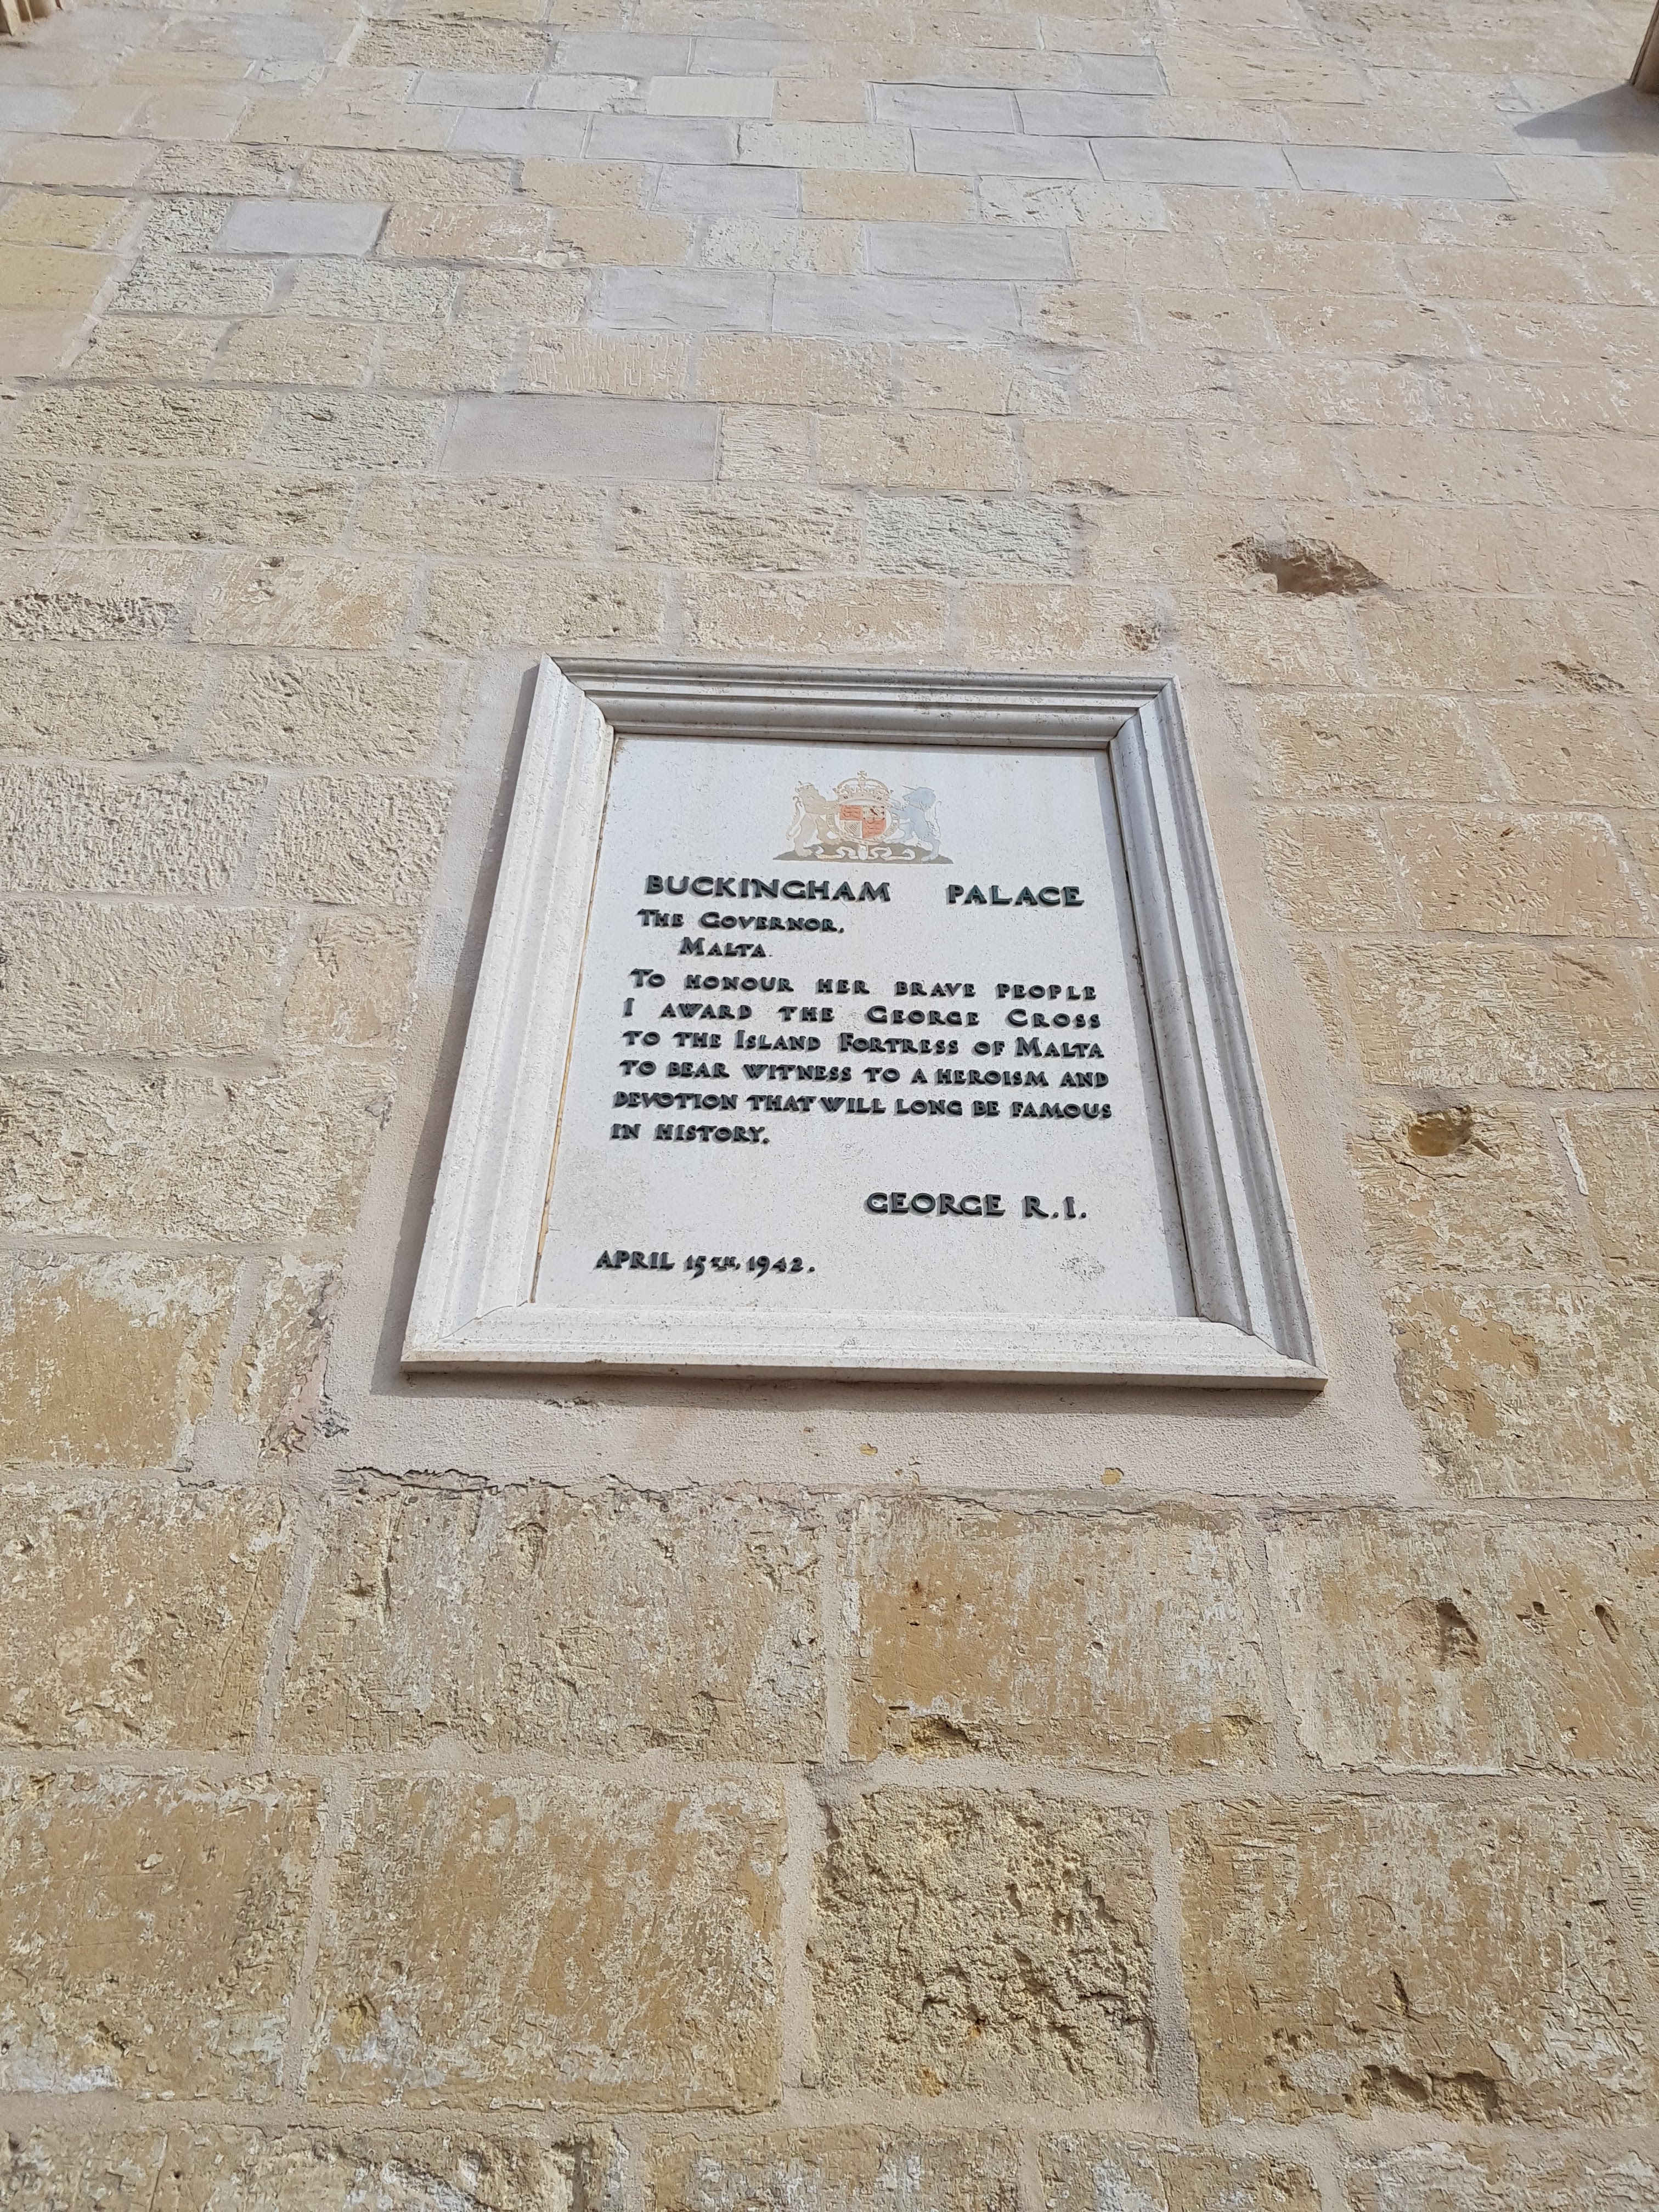 BUCKINGHAM PALACE
THE GOVERNOR,
MALTA.
TO HONOUR HER BRAVE PEOPLE
I AWARD THE GEORGE CROSS
TO THE ISLAND FORTRESS OF MALTA
TO BEAR WITNESS TO A HEROISM AND
DEVOTION THAT WILL LONG BE FAMOUS
IN HISTORY.
GEORGE R.I.
APRIL 15TH, 1942.